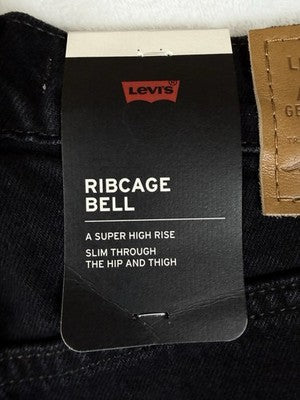 Levi's
RIBCAGE
BELL
A SUPER HIGH RISE
SLIM THROUGH
THE HIP AND THIGH